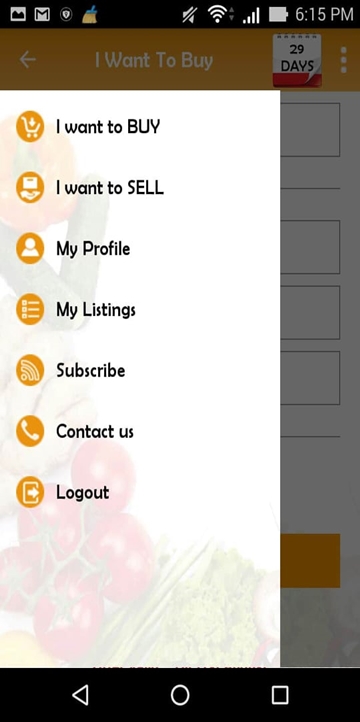 6:15 PM
I Want To Buy
29
DAYS
I want to BUY
I want to SELL
My Profile
My Listings
Subscribe
Contact us
Logout